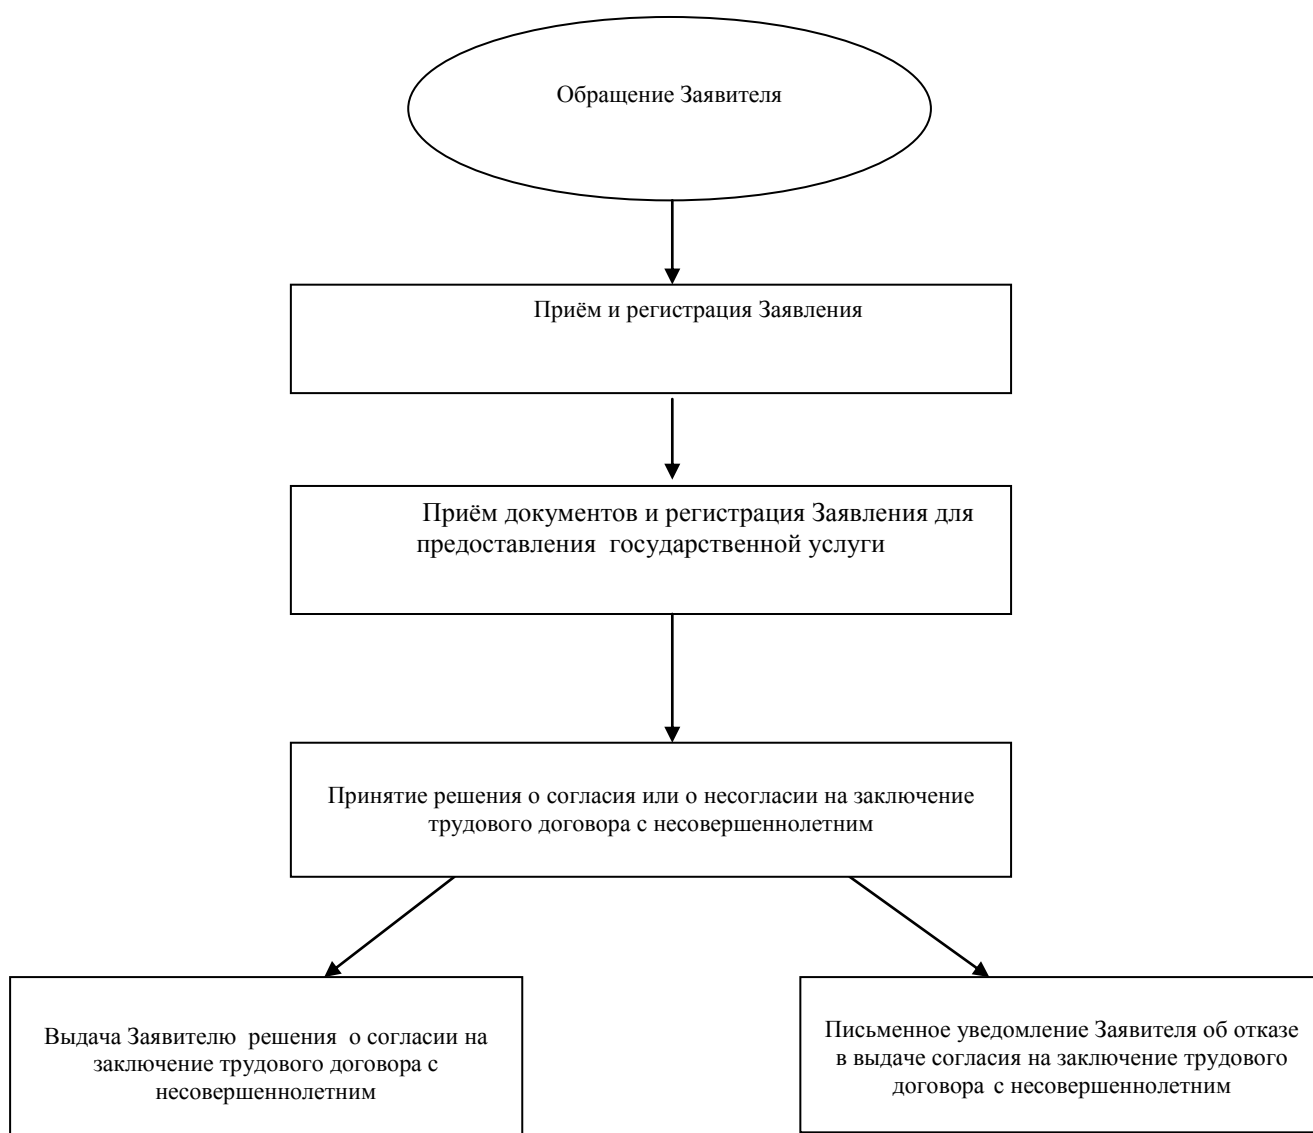 Обращение Заявителя
Приём и регистрация Заявления
Приём документов и регистрация Заявления для
предоставления государственной услуги
Принятие решения о согласия или о несогласии на заключение
трудового договора с несовершеннолетним
Выдача Заявителю решения о согласии на
заключение трудового договора с
несовершеннолетним
Письменное уведомление Заявителя об отказе
в выдаче согласия на заключение трудового
договора с несовершеннолетним